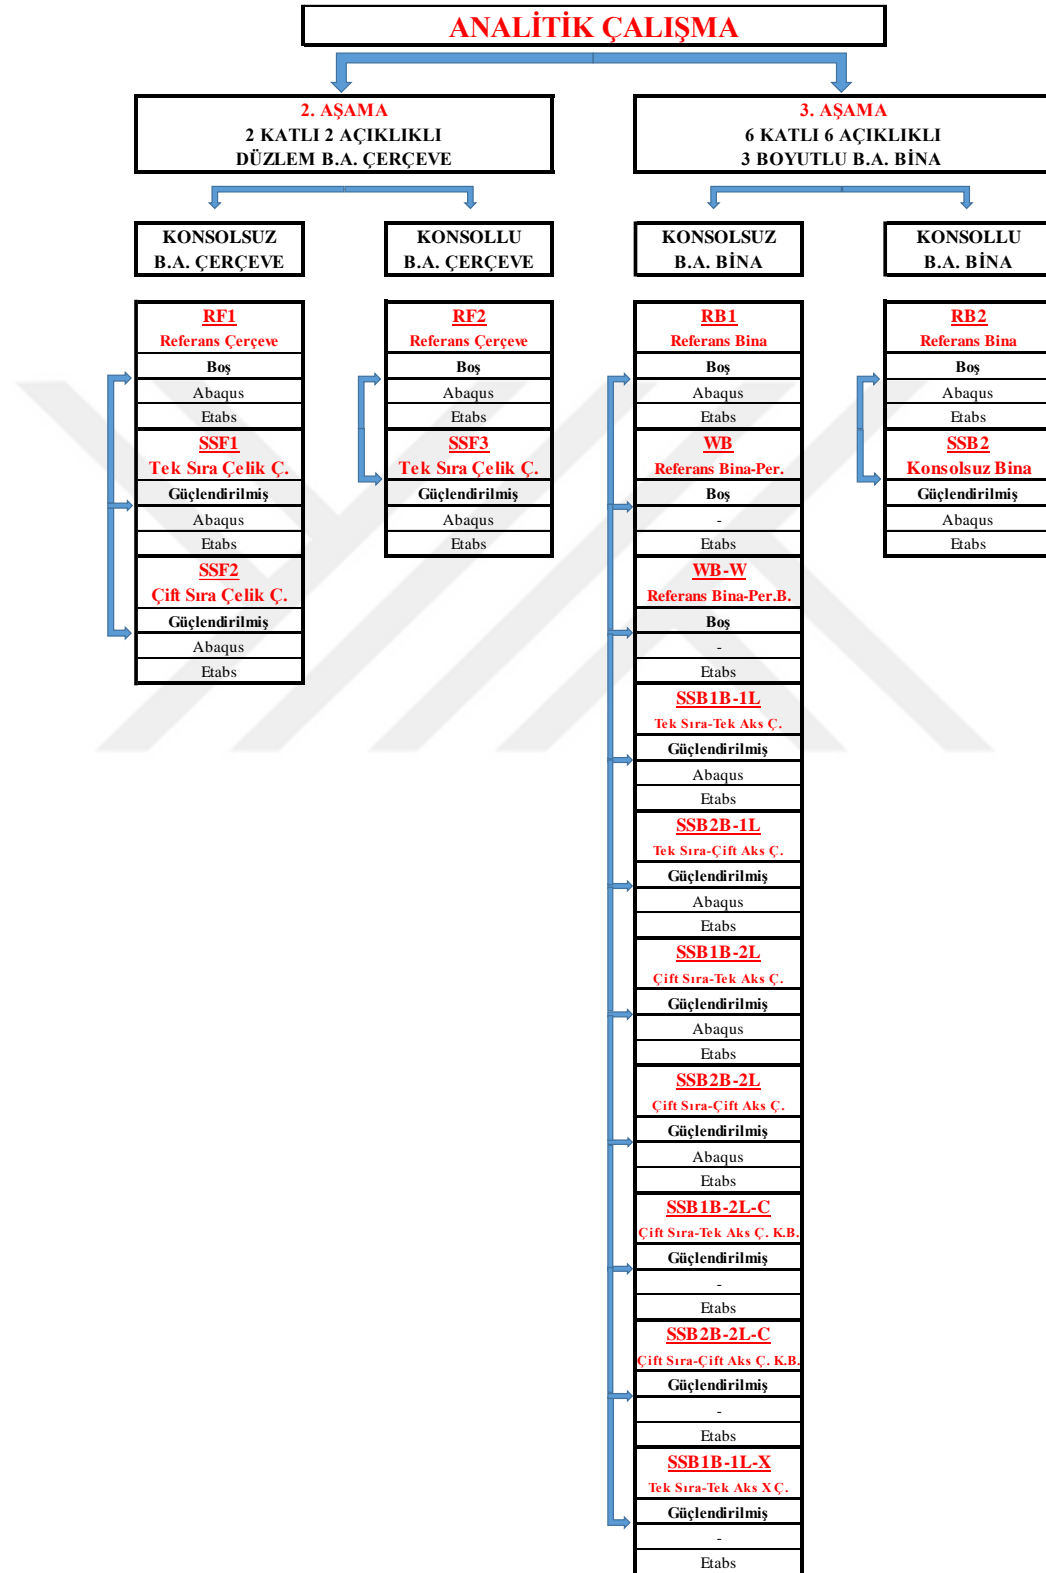 ANALİTİK ÇALIŞMA
2. AŞAMA
2 KATLI 2 AÇIKLIKLI
DÜZLEM B.A. ÇERÇEVE
3. AŞAMA
6 KATLI 6 AÇIKLIKLI
3 BOYUTLU B.A. BİNA
KONSOLSUZ
B.A. ÇERÇEVE
KONSOLLU
B.A. ÇERÇEVE
KONSOLSUZ
B.A. BİNA
KONSOLLU
B.A. BİNA
RF1
Referans Çerçeve
Boş
Abaqus
Etabs
SSF1
Tek Sıra Çelik Ç.
Güçlendirilmiş
Abaqus
Etabs
SSF2
Çift Sıra Çelik Ç.
Güçlendirilmiş
Abaqus
Etabs
RF2
Referans Çerçeve
Boş
Abaqus
Etabs
SSF3
Tek Sıra Çelik Ç.
Güçlendirilmiş
Abaqus
Etabs
RB1
Referans Bina
Boş
Abaqus
Etabs
WB
Referans Bina-Per.
Boş
-
Etabs
WB-W
Referans Bina-Per.B.
Boş
-
Etabs
SSB1B-1L
Tek Sıra-Tek Aks Ç.
Güçlendirilmiş
Abaqus
Etabs
SSB2B-1L
Tek Sıra-Çift Aks Ç.
Güçlendirilmiş
Abaqus
Etabs
SSB1B-2L
Çift Sıra-Tek Aks Ç.
Güçlendirilmiş
Abaqus
Etabs
SSB2B-2L
Çift Sıra-Çift Aks Ç.
Güçlendirilmiş
Abaqus
Etabs
SSB1B-2L-C
Çift Sıra-Tek Aks Ç. K.B.
Güçlendirilmiş
-
Etabs
SSB2B-2L-C
Çift Sıra-Çift Aks Ç. K.B.
Güçlendirilmiş
-
Etabs
SSB1B-1L-X
Tek Sıra-Tek Aks X Ç.
Güçlendirilmiş
-
Etabs
RB2
Referans Bina
Boş
Abaqus
Etabs
SSB2
Konsolsuz Bina
Güçlendirilmiş
Abaqus
Etabs